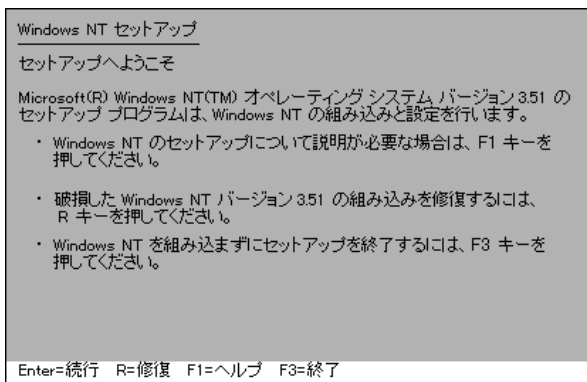 Windows NT セットアップ
セットアップへようこそ
Microsoft(R) Windows NT(TM) オペレーティング システム バージョン 3.51 の
セットアップ プログラムは、Windows NT の組み込みと設定を行います。
・ Windows NT のセットアップについて説明が必要な場合は、F1 キーを
押してください。
・ 破損した Windows NT バージョン 3.51 の組み込みを修復するには、
R キーを押してください。
・ Windows NT を組み込まずにセットアップを終了するには、F3 キーを
押してください。
Enter=続行 R=修復 F1=ヘルプ F3=終了